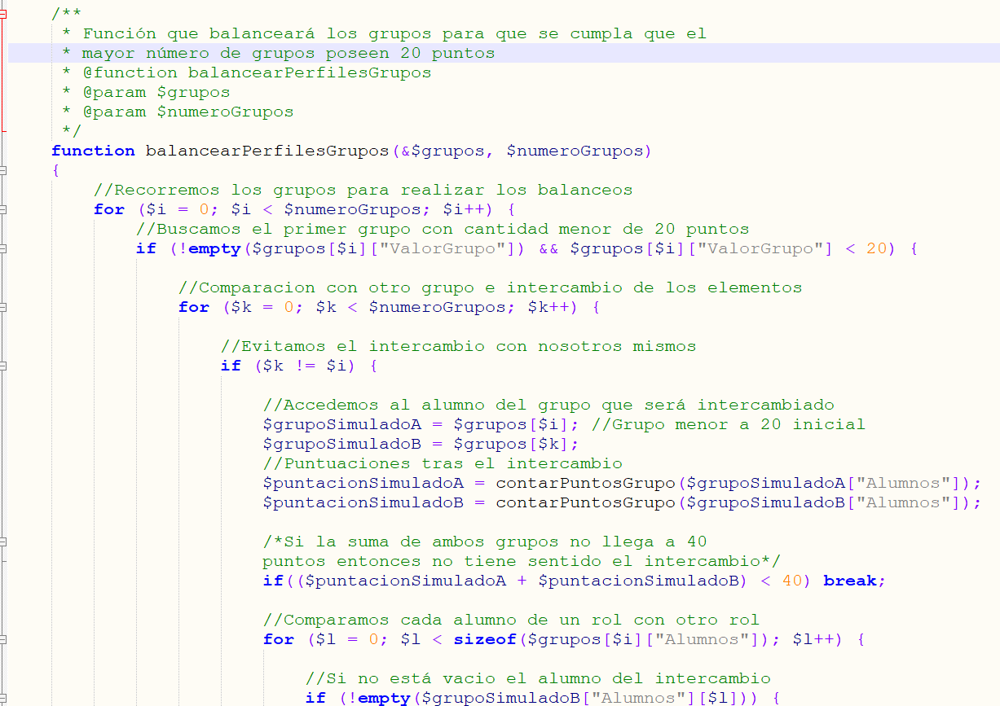 /**
* Función que balanceará los grupos para que se cumpla que el
* mayor número de grupos poseen 20 puntos
* @function balancearPerfilesGrupos
* @param $grupos
* @param $numeroGrupos
*/
function balancearPerfilesGrupos(&$grupos, $numeroGrupos)
{
//Recorremos los grupos para realizar los balanceos
for ($i = 0; $i < $numeroGrupos; $i++) {
//Buscamos el primer grupo con cantidad menor de 20 puntos
if (!empty($grupos[$i]["ValorGrupo"]) && $grupos[$i]["ValorGrupo"] < 20) {
//Comparacion con otro grupo e intercambio de los elementos
for ($k = 0; $k < $numeroGrupos; $k++) {
//Evitamos el intercambio con nosotros mismos
if ($k != $i) {
//Accedemos al alumno del grupo que será intercambiado
$grupoSimuladoA = $grupos[$i]; //Grupo menor a 20 inicial
$grupoSimuladoB = $grupos[$k];
//Puntuaciones tras el intercambio
$puntacionSimuladoA = contarPuntosGrupo($grupoSimuladoA["Alumnos"]);
$puntacionSimuladoB = contarPuntosGrupo($grupoSimuladoB["Alumnos"]);
/*Si la suma de ambos grupos no llega a 40
puntos entonces no tiene sentido el intercambio*/
if(($puntacionSimuladoA + $puntacionSimuladoB) < 40) break;
//Comparamos cada alumno de un rol con otro rol
for ($l = 0; $l < sizeof($grupos[$i]["Alumnos"]); $l++) {
//Si no está vacio el alumno del intercambio
if (!empty($grupoSimuladoB["Alumnos"][$l])) {